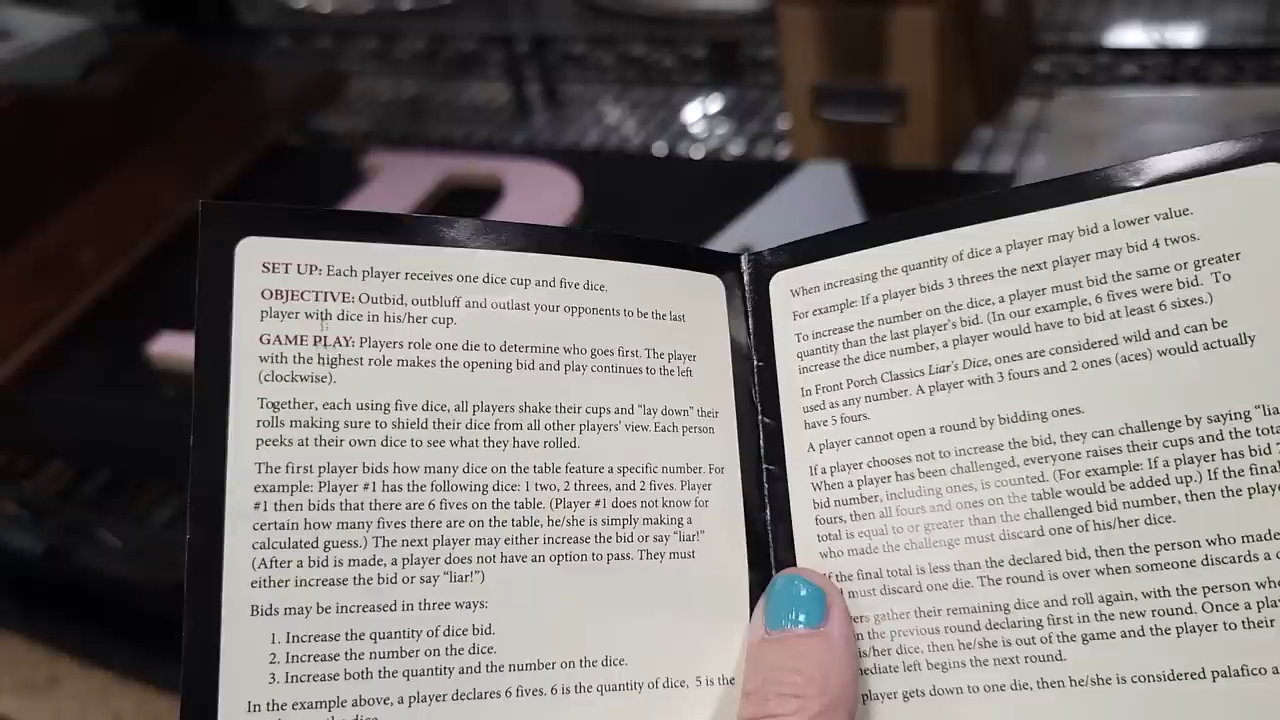 SET UP: Each player receives one dice cup and five dice.
OBJECTIVE: Outbid, outbluff and outlast your opponents to be the last
player with dice in his/her cup.
GAME PLAY: Players role one die to determine who goes first. The player
with the highest role makes the opening bid and play continues to the left
(clockwise).
Together, each using five dice, all players shake their cups and “lay down” their
rolls making sure to shield their dice from all other players’ view. Each person
peeks at their own dice to see what they have rolled.
The first player bids how many dice on the table feature a specific number. For
example: Player #1 has the following dice: 1 two, 2 threes, and 2 fives. Player
#1 then bids that there are 6 fives on the table. (Player #1 does not know for
certain how many fives there are on the table, he/she is simply making a
calculated guess.) The next player may either increase the bid or say “liar!”
(After a bid is made, a player does not have an option to pass. They must
either increase the bid or say “liar!”)
Bids may be increased in three ways:
1. Increase the quantity of dice bid.
2. Increase the number on the dice.
3. Increase both the quantity and the number on the dice.
In the example above, a player declares 6 fives. 6 is the quantity of dice, 5 is the
dice.
When increasing the quantity of dice a player may bid a lower value.
For example: If a player bids 3 threes the next player may bid 4 twos.
To increase the number on the dice, a player must bid the same or greater
quantity than the last player’s bid. (In our example, 6 fives were bid. To
increase the dice number, a player would have to bid at least 6 sixes.)
In Front Porch Classics Liar’s Dice, ones are considered wild and can be
used as any number. A player with 3 fours and 2 ones (aces) would actually
have 5 fours.
A player cannot open a round by bidding ones.
If a player chooses not to increase the bid, they can challenge by saying “lia
When a player has been challenged, everyone raises their cups and the tota
bid number, including ones, is counted. (For example: If a player has bid
fours, then all fours and ones on the table would be added up.) If the final
total is equal to or greater than the challenged bid number, then the playe
who made the challenge must discard one of his/her dice.
f the final total is less than the declared bid, then the person who made
must discard one die. The round is over when someone discards a
ers gather their remaining dice and roll again, with the person who
n the previous round declaring first in the new round. Once a pla
is/her dice, then he/she is out of the game and the player to their
ediate left begins the next round.
player gets down to one die, then he/she is considered palafico a